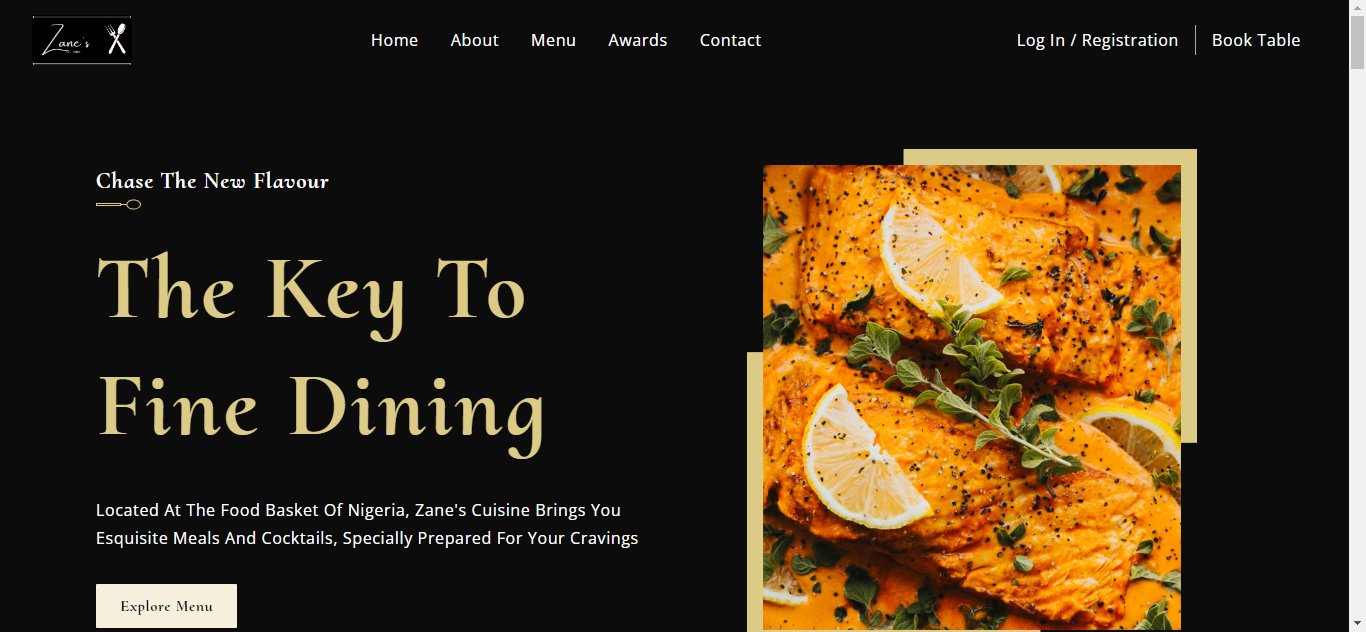 Zane's
Home
About
Menu
Awards
Contact
Log In / Registration
Book Table
Chase The New Flavour
The Key To
Fine Dining
Located At The Food Basket Of Nigeria, Zane's Cuisine Brings You
Esquisite Meals And Cocktails, Specially Prepared For Your Cravings
Explore Menu